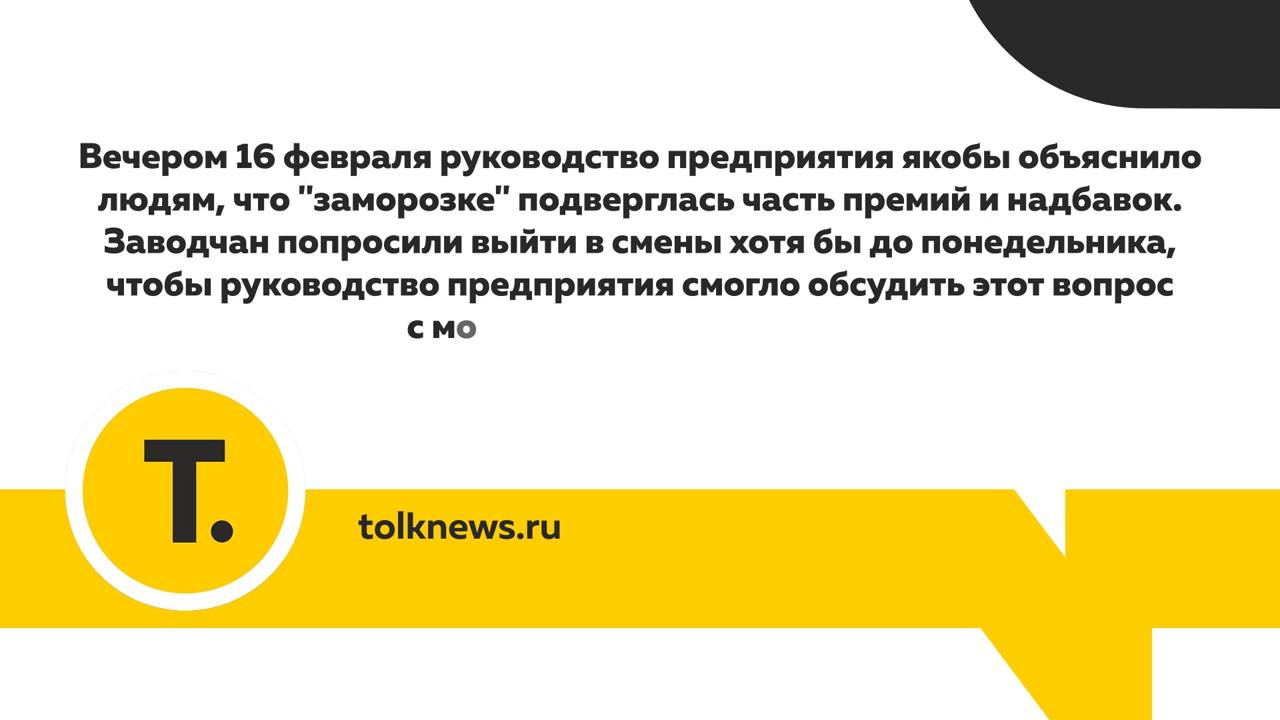 Вечером 16 февраля руководство предприятия якобы объяснило
людям, что "заморозке" подверглась часть премий и надбавок.
Заводчан попросили выйти в смены хотя бы до понедельника,
чтобы руководство предприятия смогло обсудить этот вопрос
с мо
Т.
tolknews.ru